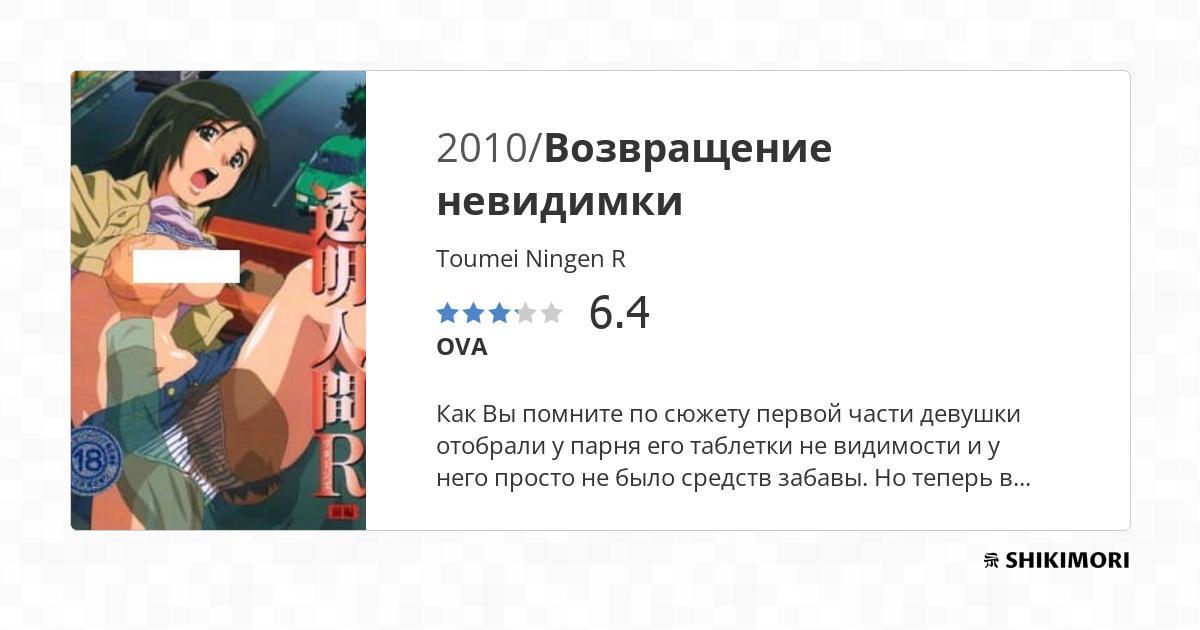 透明人間R
前編
18
2010/Возвращение
невидимки
Toumei Ningen R
6.4
OVA
Как Вы помните по сюжету первой части девушки
отобрали у парня его таблетки не видимости и у
него просто не было средств забавы. Но теперь в...
SHIKIMORI